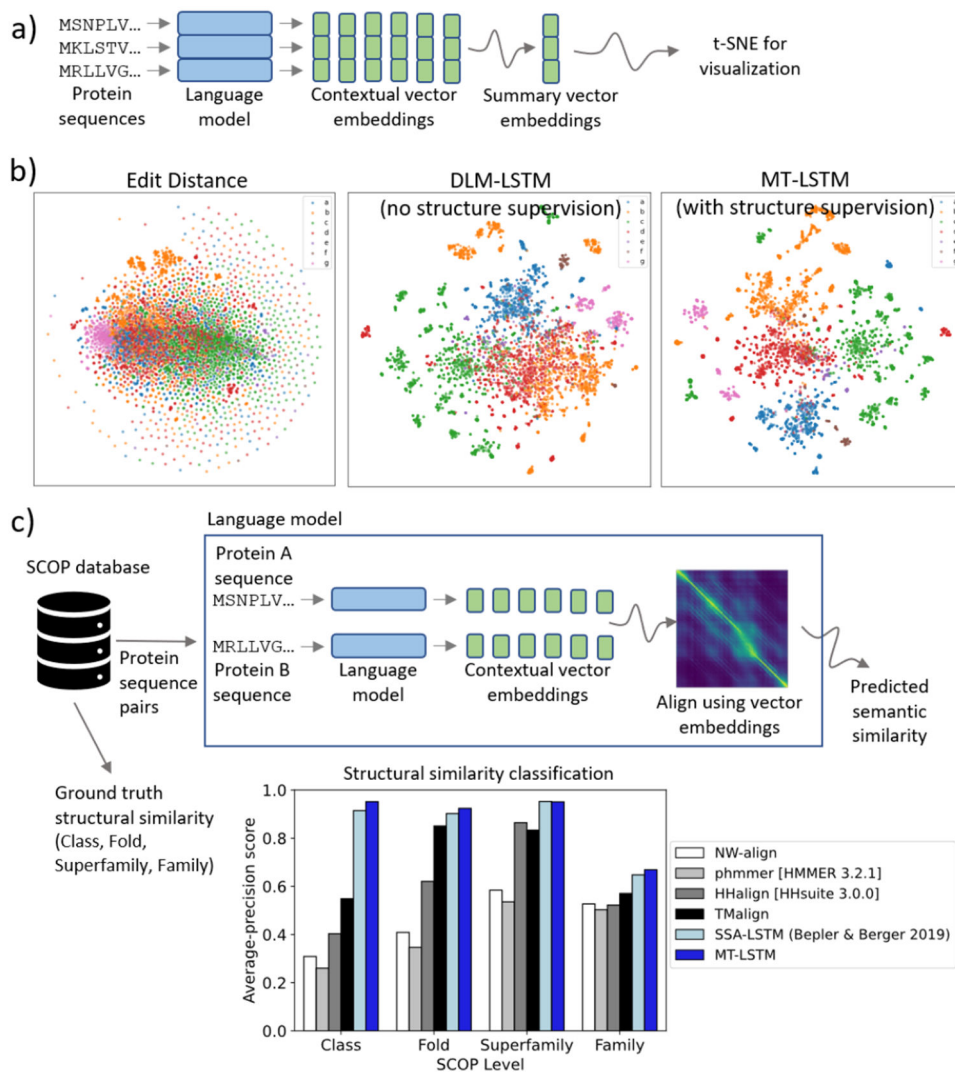 a)
MSNPLV...
MKLSTV...
MRLLVG...
Protein
sequences
Language
model
Contextual vector
embeddings
Summary vector
embeddings
t-SNE for
visualization
b)
Edit Distance
a
b
c
d
e
f
g
DLM-LSTM
(no structure supervision)
MT-LSTM
(with structure supervision)
c)
SCOP database
Protein
sequence
pairs
Ground truth
structural similarity
(Class, Fold,
Superfamily, Family)
Language model
Protein A
sequence
MSNPLV...
MRLLVG...
Protein B
sequence
Language
model
Contextual vector
embeddings
Align using vector
embeddings
Predicted
semantic
similarity
Structural similarity classification
Average-precision score
1.0
0.8
0.6
0.4
0.2
0.0
Class
Fold
Superfamily
Family
SCOP Level
NW-align
phmmer [HMMER 3.2.1]
HHalign [HHsuite 3.0.0]
TMalign
SSA-LSTM (Bepler & Berger 2019)
MT-LSTM